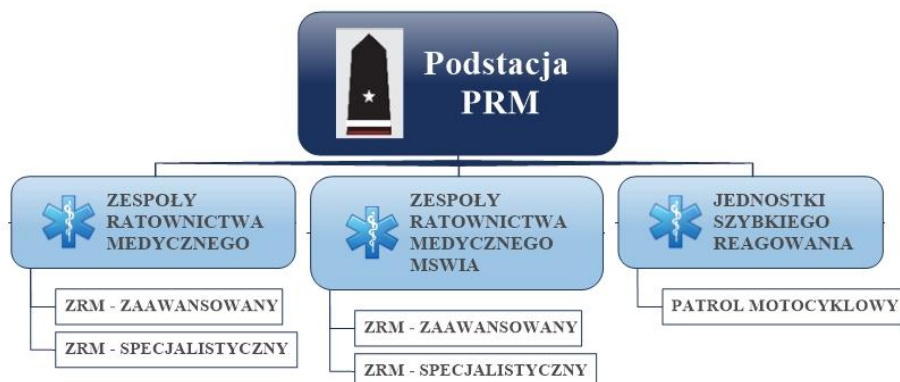 Podstacja
PRM
ZESPOŁY
RATOWNICTWA
MEDYCZNEGO
ZRM - ZAAWANSOWANY
ZRM - SPECJALISTYCZNY
ZESPOŁY
RATOWNICTWA
MEDYCZNEGO
MSWIA
ZRM - ZAAWANSOWANY
ZRM - SPECJALISTYCZNY
JEDNOSTKI
SZYBKIEGO
REAGOWANIA
PATROL MOTOCYKLOWY